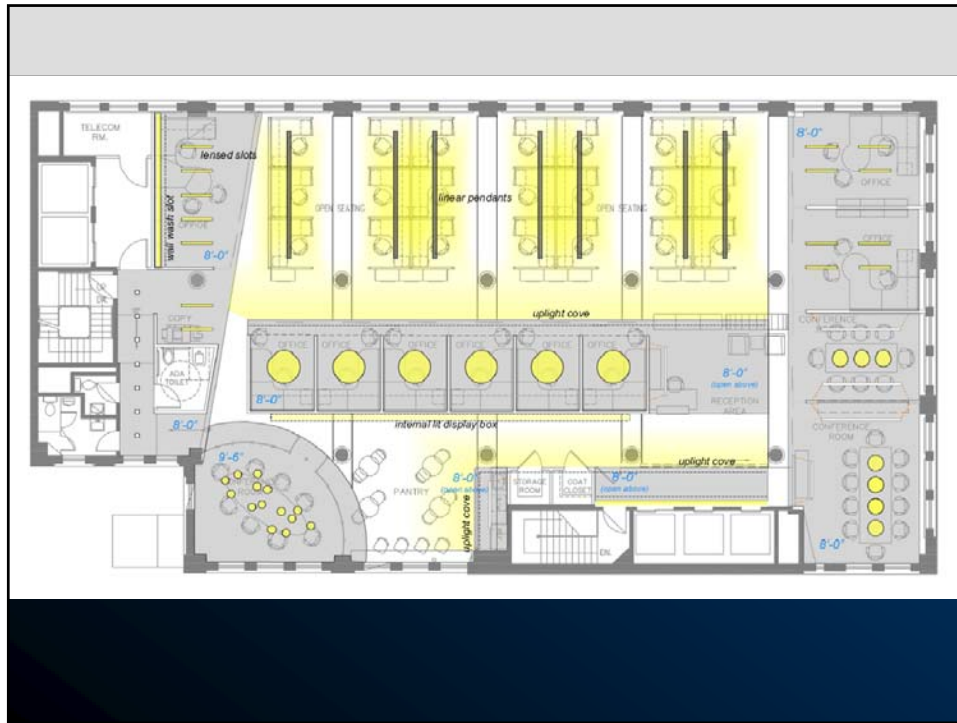 TELECOM
RM.
lensed slots
wall wash slot
OFFICE
8'-0"
OPEN SEATING
linear pendants
OPEN SEATING
8'-0"
OFFICE
OFFICE
UP
DN.
COPY
ADA
TOILET
8'-0"
uplight cove
OFFICE
OFFICE
OFFICE
OFFICE
OFFICE
OFFICE
8'-0"
8'-0"
(open above)
RECEPTION
AREA
CONFERENCE
CONFERENCE
ROOM
internal lit display box
9'-6"
PANTRY
8'-0"
(open above)
uplight cove
STORAGE
ROOM
COAT
CLOSET
8'-0"
(open above)
uplight cove
DN.
8'-0"